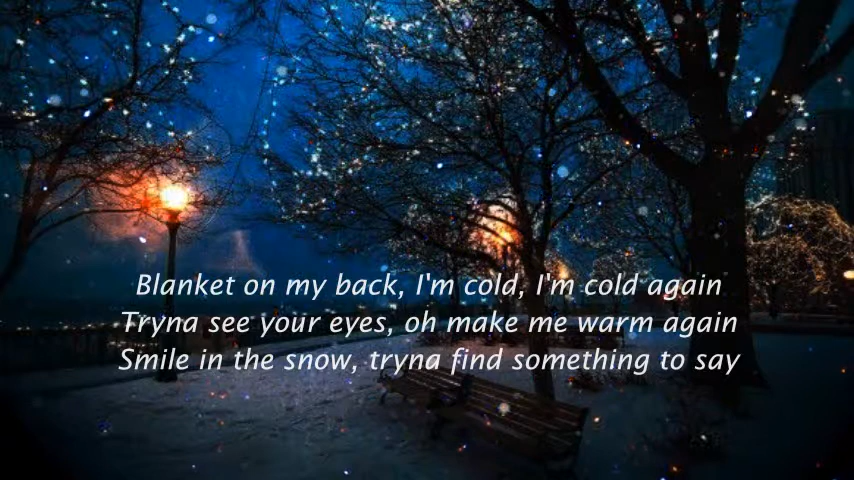 Blanket on my back, I'm cold, I'm cold again
Tryna see your eyes, oh make me warm again
Smile in the snow, tryna find something to say